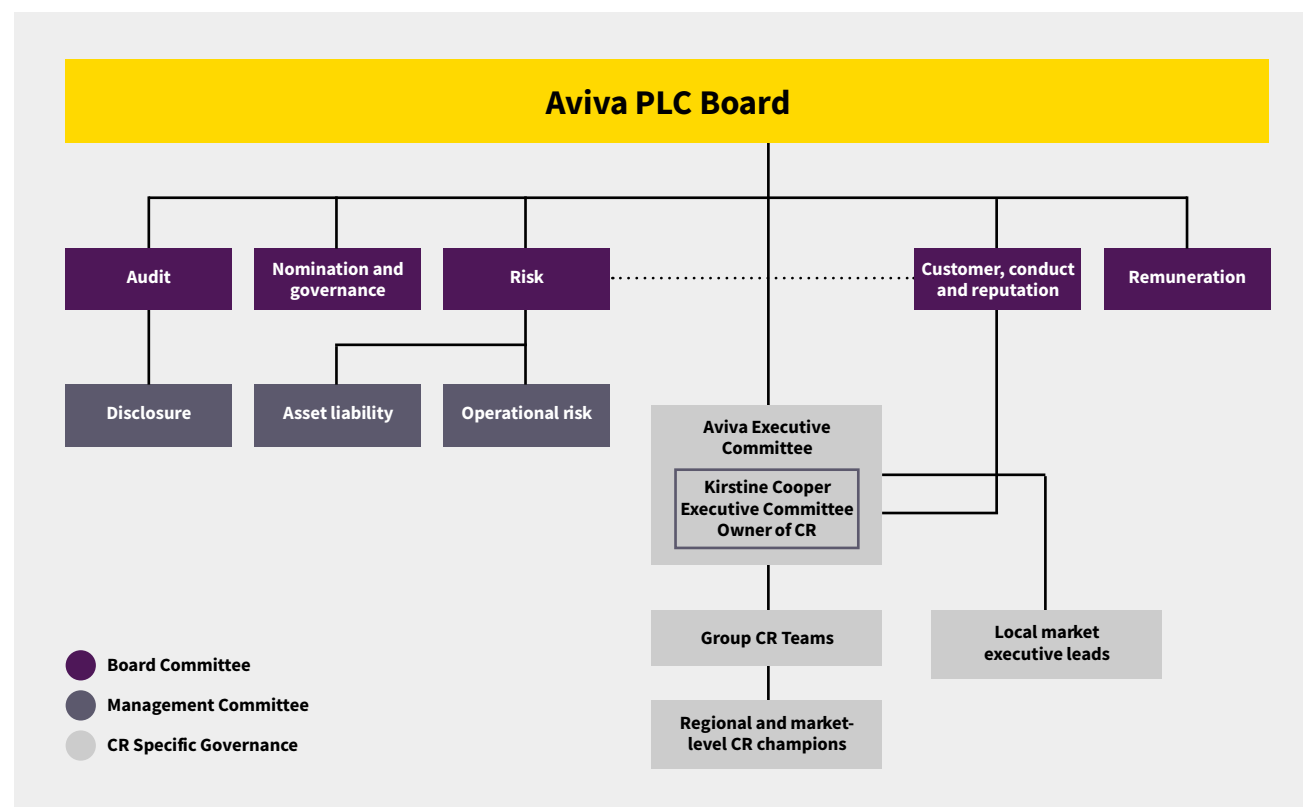 Aviva PLC Board
Audit
Nomination and
governance
Risk
Customer, conduct
and reputation
Remuneration
Disclosure
Asset liability
Operational risk
Aviva Executive
Committee
Kirstine Cooper
Executive Committee
Owner of CR
Group CR Teams
Local market
executive leads
Regional and market-
level CR champions
Board Committee
Management Committee
CR Specific Governance